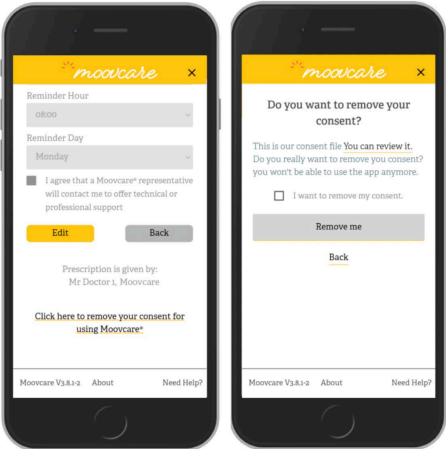 moovcare ×
Reminder Hour
0k00
Reminder Day
Monday
I agree that a Moovcare® representative
will contact me to offer technical or
professional support
Edit
Back
Prescription is given by:
Mr Doctor 1, Moovcare
Click here to remove your consent for
using Moovcare®
Moovcare V3.8.1-2 About Need Help?
moovcare ×
Do you want to remove your
consent?
This is our consent file You can review it.
Do you really want to remove you consent?
you won't be able to use the app anymore.
I want to remove my consent.
Remove me
Back
Moovcare V3.8.1-2 About Need Help?